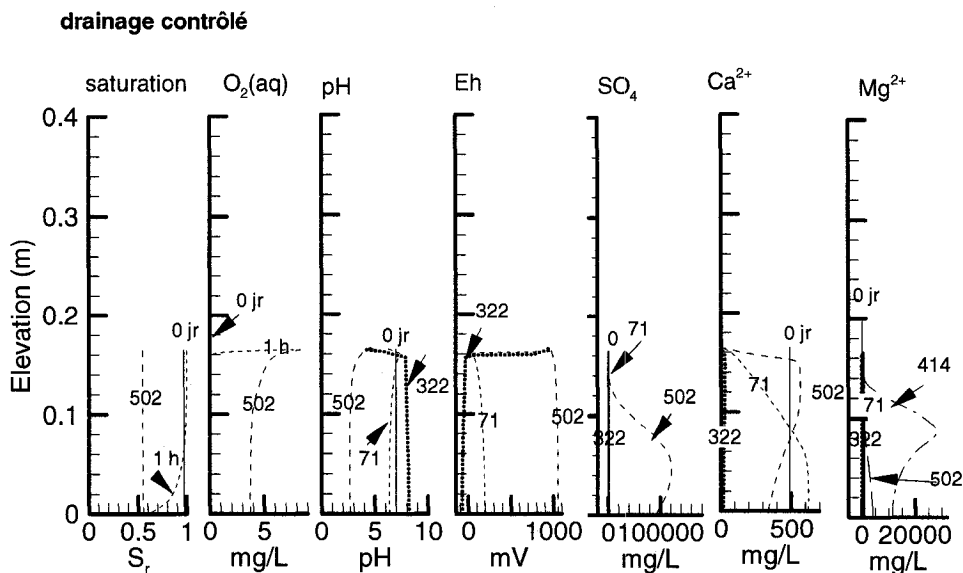 drainage contrôlé
saturation O₂(aq) pH Eh SO₄ Ca²⁺ Mg²⁺
Elevation (m)
0.4
0.3
0.2
0.1
0
0 jr
502
1 h
0 1
Sᵣ
0 jr
1 h
502
0 5
mg/L
0 jr
322
502
71
0 5 10
pH
322
71
502
0 1000
mV
0
71
502
322
0 100000
mg/L
0 jr
71
502
322
0 500
mg/L
0 jr
414
71
322
502
0 20000
mg/L